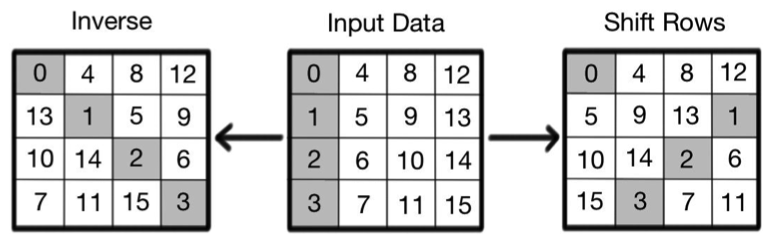 Inverse
0 4 8 12
13 1 5 9
10 14 2 6
7 11 15 3
Input Data
0 4 8 12
1 5 9 13
2 6 10 14
3 7 11 15
Shift Rows
0 4 8 12
5 9 13 1
10 14 2 6
15 3 7 11